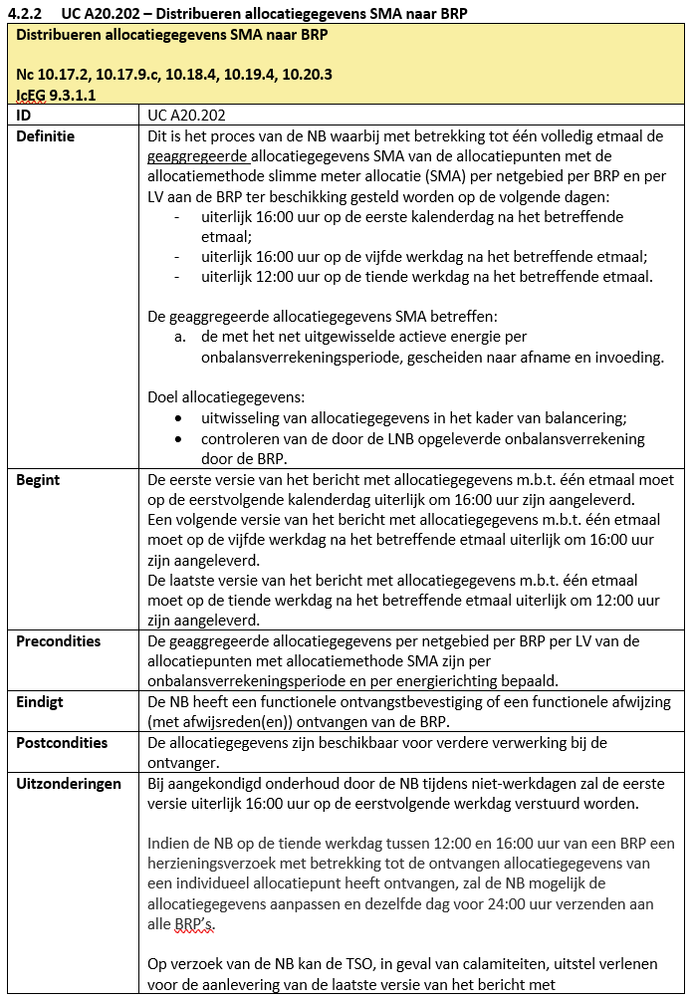 4.2.2 UC A20.202 – Distribueren allocatiegegevens SMA naar BRP
Distribueren allocatiegegevens SMA naar BRP
Nc 10.17.2, 10.17.9.c, 10.18.4, 10.19.4, 10.20.3
IcEG 9.3.1.1
ID UC A20.202
Definitie Dit is het proces van de NB waarbij met betrekking tot één volledig etmaal de
geaggregeerde allocatiegegevens SMA van de allocatiepunten met de
allocatiemethode slimme meter allocatie (SMA) per netgebied per BRP en per
LV aan de BRP ter beschikking gesteld worden op de volgende dagen:
- uiterlijk 16:00 uur op de eerste kalenderdag na het betreffende
etmaal;
- uiterlijk 16:00 uur op de vijfde werkdag na het betreffende etmaal;
- uiterlijk 12:00 uur op de tiende werkdag na het betreffende etmaal.
De geaggregeerde allocatiegegevens SMA betreffen:
a. de met het net uitgewisselde actieve energie per
onbalansverrekeningsperiode, gescheiden naar afname en invoeding.
Doel allocatiegegevens:
• uitwisseling van allocatiegegevens in het kader van balancering;
• controleren van de door de LNB opgeleverde onbalansverrekening
door de BRP.
Begint De eerste versie van het bericht met allocatiegegevens m.b.t. één etmaal moet
op de eerstvolgende kalenderdag uiterlijk om 16:00 uur zijn aangeleverd.
Een volgende versie van het bericht met allocatiegegevens m.b.t. één etmaal
moet op de vijfde werkdag na het betreffende etmaal uiterlijk om 16:00 uur
zijn aangeleverd.
De laatste versie van het bericht met allocatiegegevens m.b.t. één etmaal
moet op de tiende werkdag na het betreffende etmaal uiterlijk om 12:00 uur
zijn aangeleverd.
Precondities De geaggregeerde allocatiegegevens per netgebied per BRP per LV van de
allocatiepunten met allocatiemethode SMA zijn per
onbalansverrekeningsperiode en per energierichting bepaald.
Eindigt De NB heeft een functionele ontvangstbevestiging of een functionele afwijzing
(met afwijsreden(en)) ontvangen van de BRP.
Postcondities De allocatiegegevens zijn beschikbaar voor verdere verwerking bij de
ontvanger.
Uitzonderingen Bij aangekondigd onderhoud door de NB tijdens niet-werkdagen zal de eerste
versie uiterlijk 16:00 uur op de eerstvolgende werkdag verstuurd worden.
Indien de NB op de tiende werkdag tussen 12:00 en 16:00 uur van een BRP een
herzieningsverzoek met betrekking tot de ontvangen allocatiegegevens van
een individueel allocatiepunt heeft ontvangen, zal de NB mogelijk de
allocatiegegevens aanpassen en dezelfde dag voor 24:00 uur verzenden aan
alle BRP's.
Op verzoek van de NB kan de TSO, in geval van calamiteiten, uitstel verlenen
voor de aanlevering van de laatste versie van het bericht met